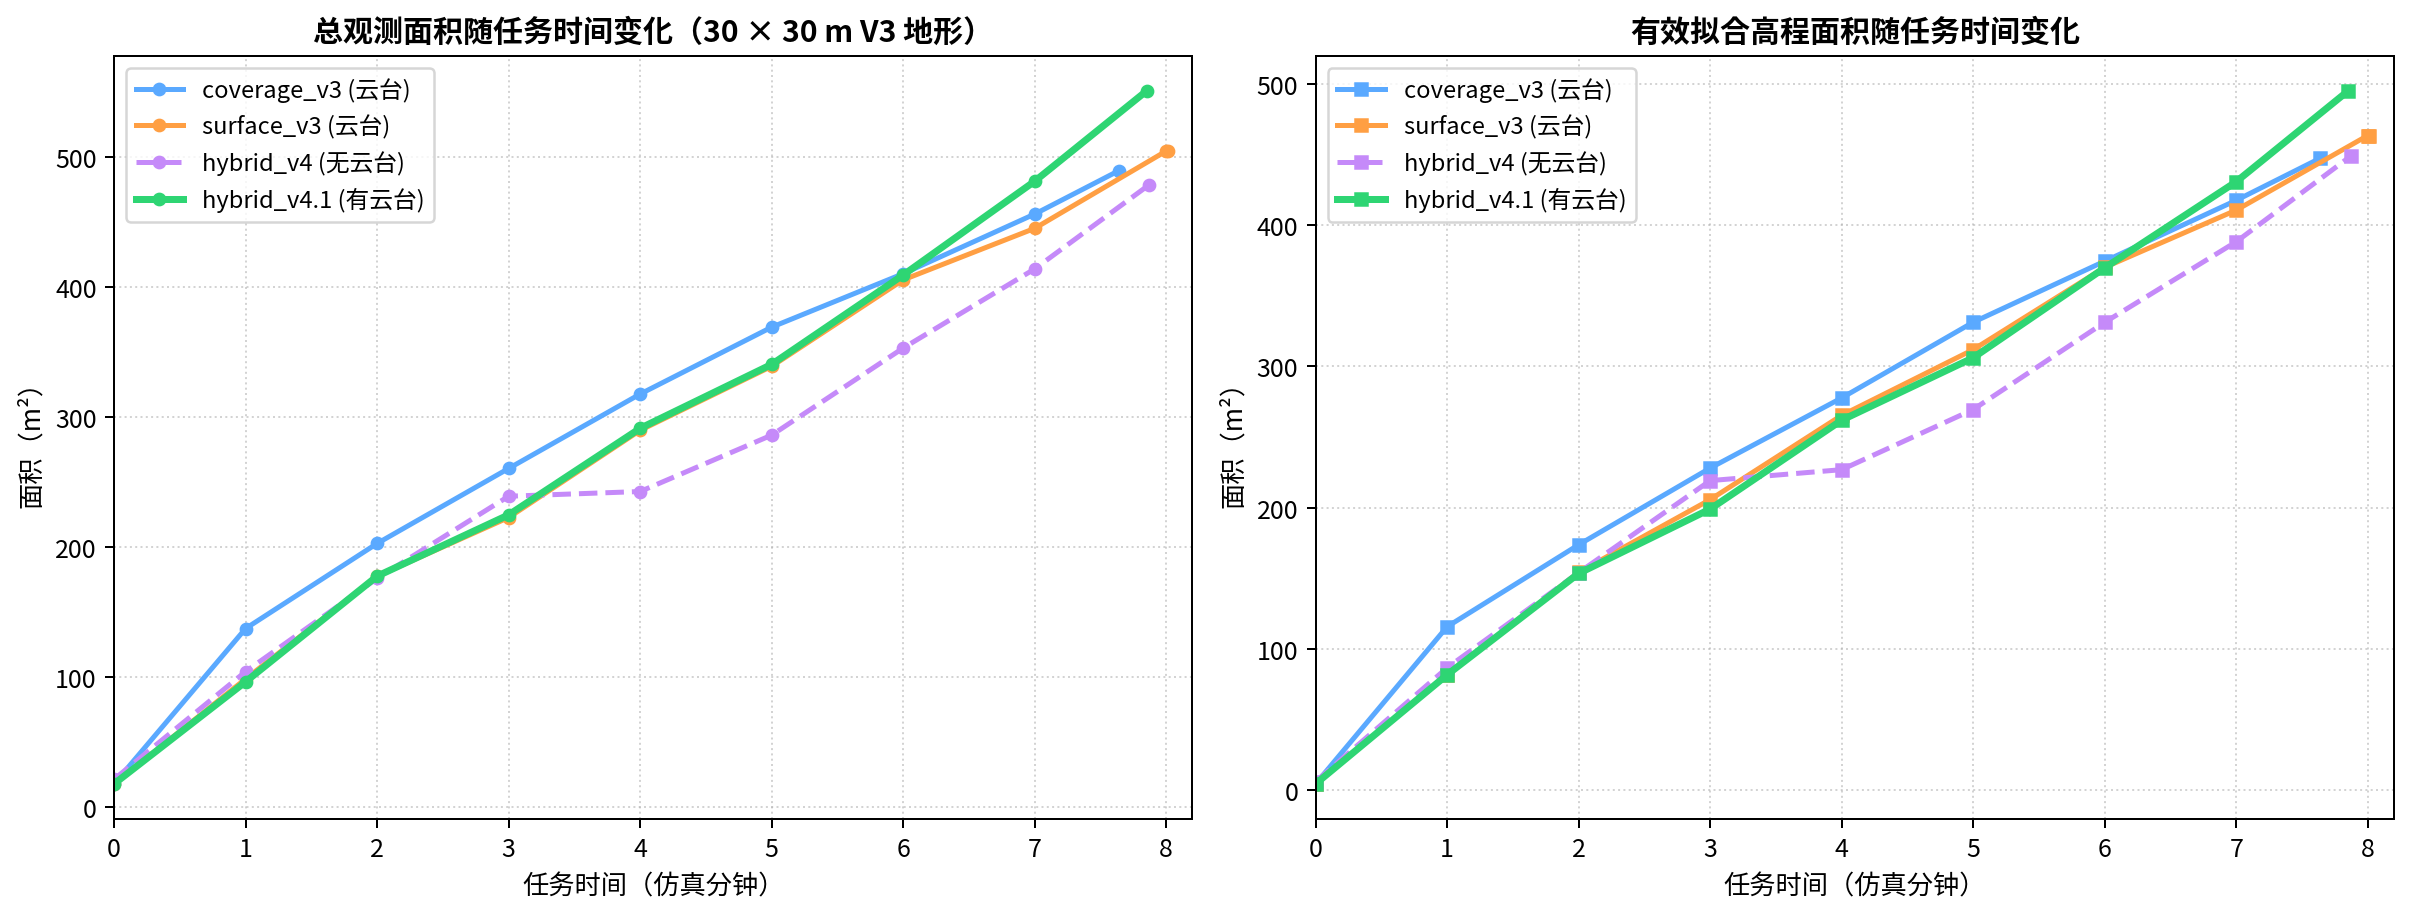 总观测面积随任务时间变化（30 × 30 m V3 地形）
coverage_v3 (云台)
surface_v3 (云台)
hybrid_v4 (无云台)
hybrid_v4.1 (有云台)
面积（m²）
500
400
300
200
100
0
0 1 2 3 4 5 6 7 8
任务时间（仿真分钟）
有效拟合高程面积随任务时间变化
coverage_v3 (云台)
surface_v3 (云台)
hybrid_v4 (无云台)
hybrid_v4.1 (有云台)
面积（m²）
500
400
300
200
100
0
0 1 2 3 4 5 6 7 8
任务时间（仿真分钟）